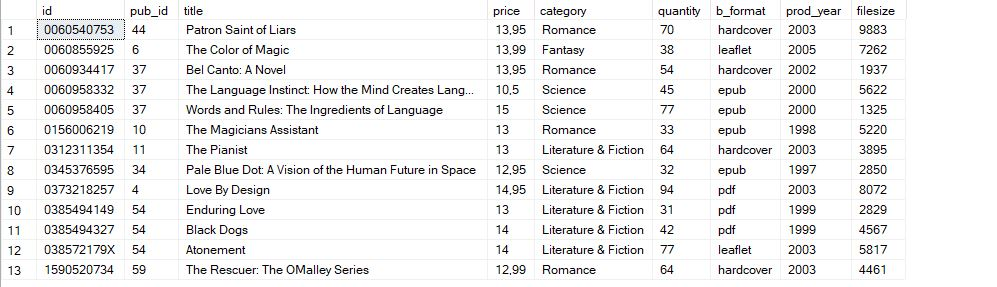 id pub_id title price category quantity b_format prod_year filesize
1 0060540753 44 Patron Saint of Liars 13,95 Romance 70 hardcover 2003 9883
2 0060855925 6 The Color of Magic 13,99 Fantasy 38 leaflet 2005 7262
3 0060934417 37 Bel Canto: A Novel 13,95 Romance 54 hardcover 2002 1937
4 0060958332 37 The Language Instinct: How the Mind Creates Lang... 10,5 Science 45 epub 2000 5622
5 0060958405 37 Words and Rules: The Ingredients of Language 15 Science 77 epub 2000 1325
6 0156006219 10 The Magicians Assistant 13 Romance 33 epub 1998 5220
7 0312311354 11 The Pianist 13 Literature & Fiction 64 hardcover 2003 3895
8 0345376595 34 Pale Blue Dot: A Vision of the Human Future in Space 12,95 Science 32 epub 1997 2850
9 0373218257 4 Love By Design 14,95 Literature & Fiction 94 pdf 2003 8072
10 0385494149 54 Enduring Love 13 Literature & Fiction 31 pdf 1999 2829
11 0385494327 54 Black Dogs 14 Literature & Fiction 42 pdf 1999 4567
12 038572179X 54 Atonement 14 Literature & Fiction 77 leaflet 2003 5817
13 1590520734 59 The Rescuer: The OMalley Series 12,99 Romance 64 hardcover 2003 4461